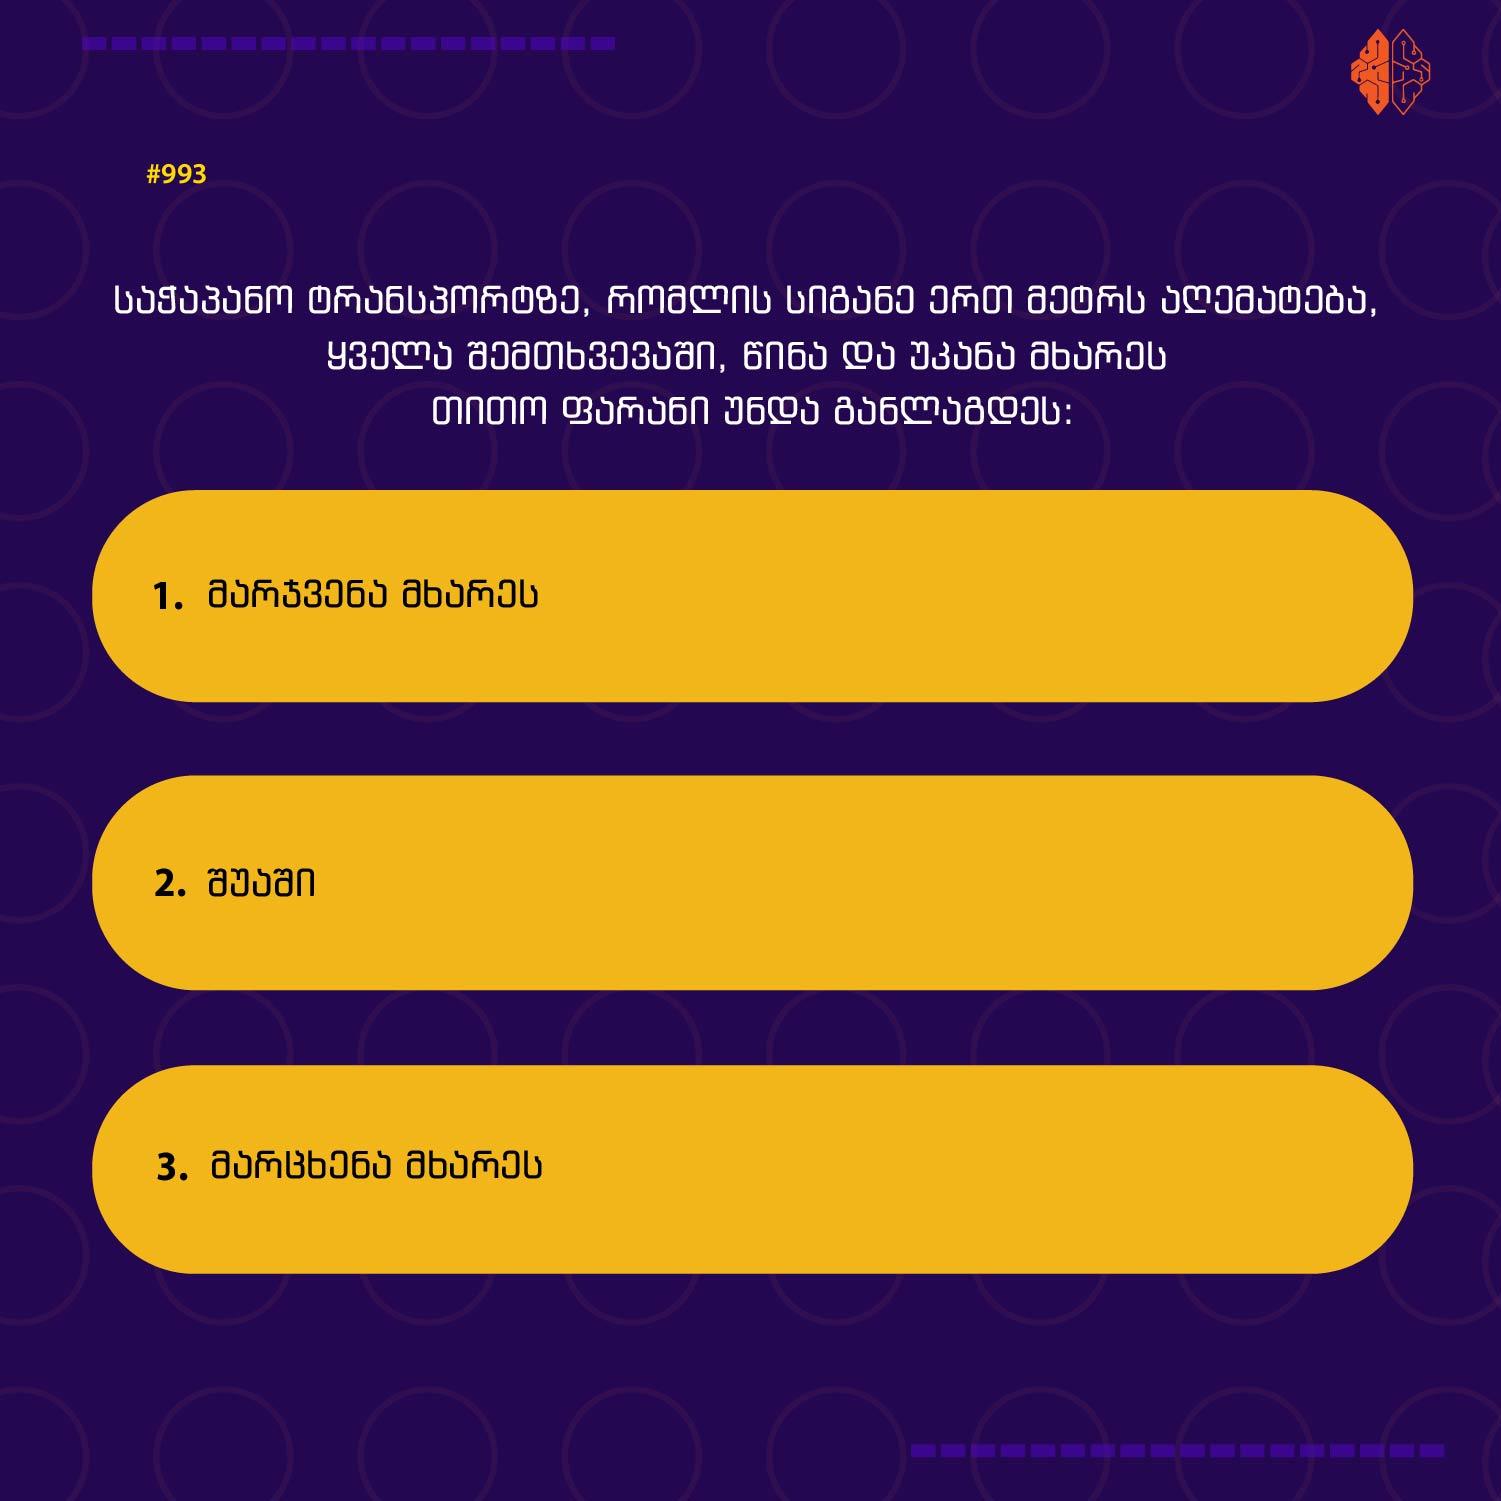 #993
საჭაპანო ტრანსპორტზე, რომლის სიგანე ერთ მეტრს აღემატება,
ყველა შემთხვევაში, წინა და უკანა მხარეს
თითო ფარანი უნდა განლაგდეს:
1. მარჯვენა მხარეს
2. შუაში
3. მარცხენა მხარეს